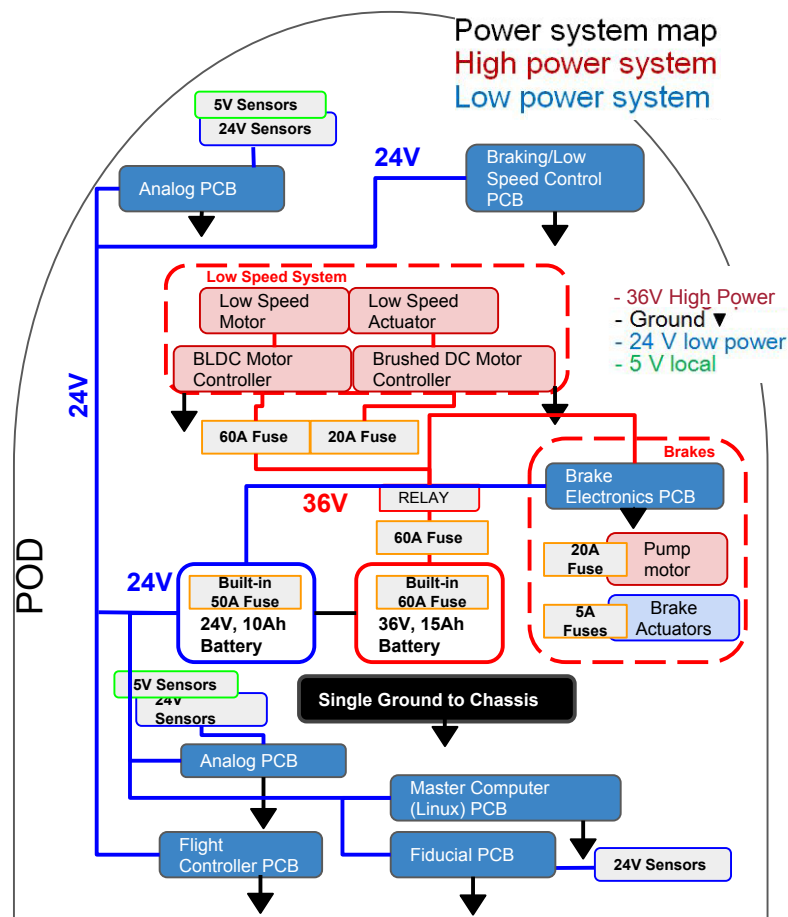 Power system map
High power system
Low power system
5V Sensors
24V Sensors
Analog PCB
24V
Braking/Low
Speed Control
PCB
Low Speed System
Low Speed
Motor
Low Speed
Actuator
BLDC Motor
Controller
Brushed DC Motor
Controller
- 36V High Power
- Ground ▼
- 24 V low power
- 5 V local
24V
60A Fuse
20A Fuse
Brakes
Brake
Electronics PCB
36V
RELAY
60A Fuse
20A
Fuse
Pump
motor
5A
Fuses
Brake
Actuators
24V
Built-in
50A Fuse
24V, 10Ah
Battery
Built-in
60A Fuse
36V, 15Ah
Battery
POD
5V Sensors
24V
Sensors
Single Ground to Chassis
Analog PCB
Master Computer
(Linux) PCB
Flight
Controller PCB
Fiducial PCB
24V Sensors